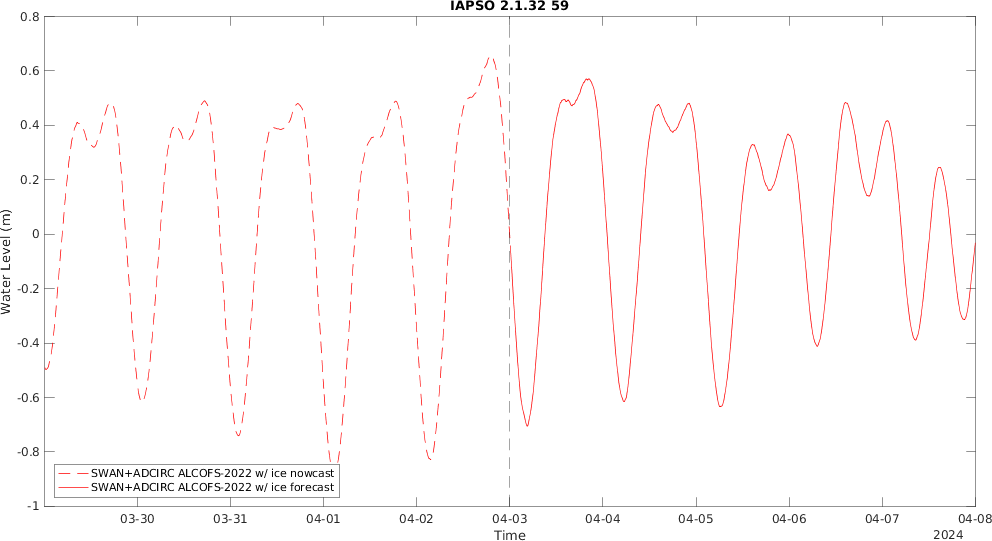 IAPSO 2.1.32 59
0.8
0.6
0.4
0.2
0
-0.2
-0.4
-0.6
-0.8
-1
Water Level (m)
SWAN+ADCIRC ALCOFS-2022 w/ ice nowcast
SWAN+ADCIRC ALCOFS-2022 w/ ice forecast
03-30 03-31 04-01 04-02 04-03 04-04 04-05 04-06 04-07 04-08
Time
2024